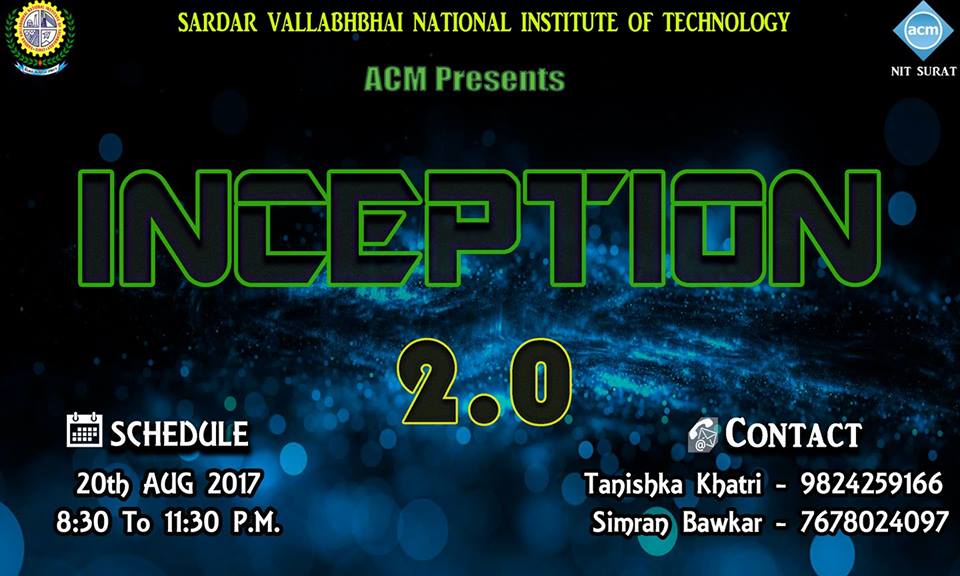 SARDAR VALLABHBHAI NATIONAL INSTITUTE OF TECHNOLOGY
acm
NIT SURAT
ACM Presents
INCEPTION
2.0
SCHEDULE
20th AUG 2017
8:30 To 11:30 P.M.
CONTACT
Tanishka Khatri - 9824259166
Simran Bawkar - 7678024097